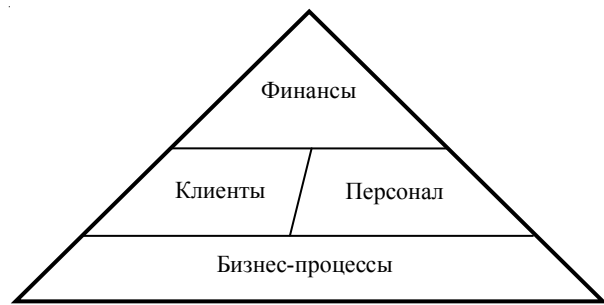 Финансы
Клиенты Персонал
Бизнес-процессы